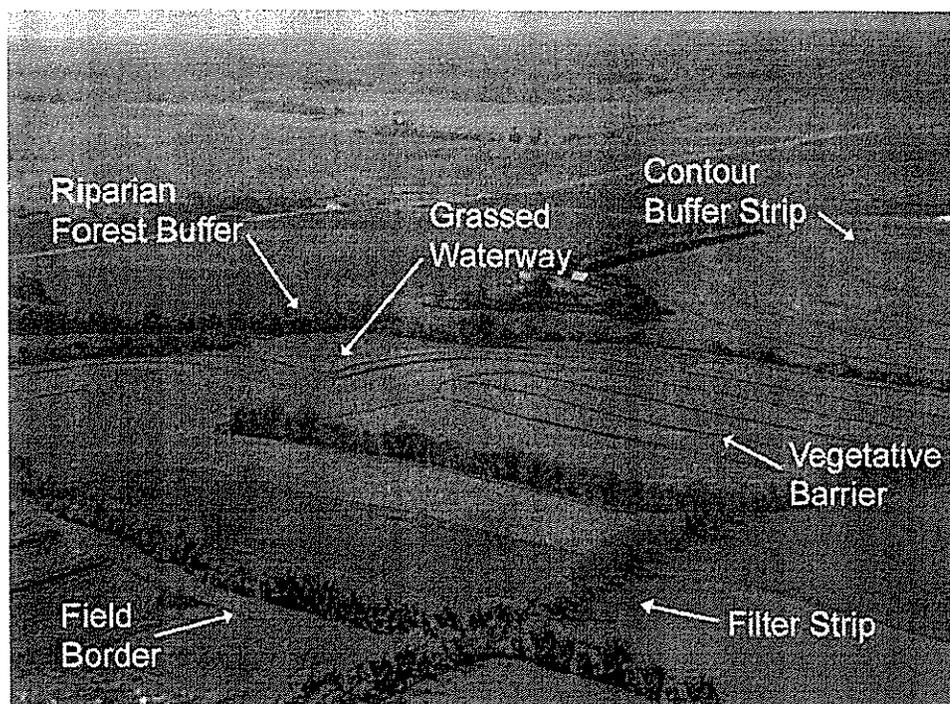 Riparian
Forest Buffer
Grassed
Waterway
Contour
Buffer Strip
Vegetative
Barrier
Field
Border
Filter Strip